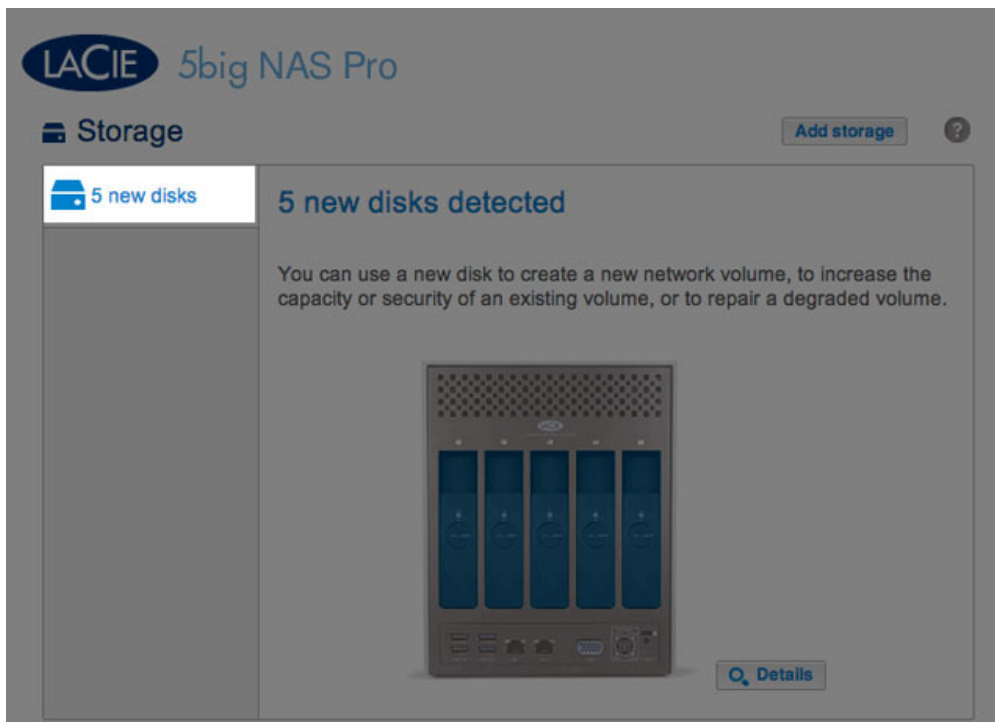 LACIE 5big NAS Pro
Storage
Add storage
?
5 new disks
5 new disks detected
You can use a new disk to create a new network volume, to increase the
capacity or security of an existing volume, or to repair a degraded volume.
Details